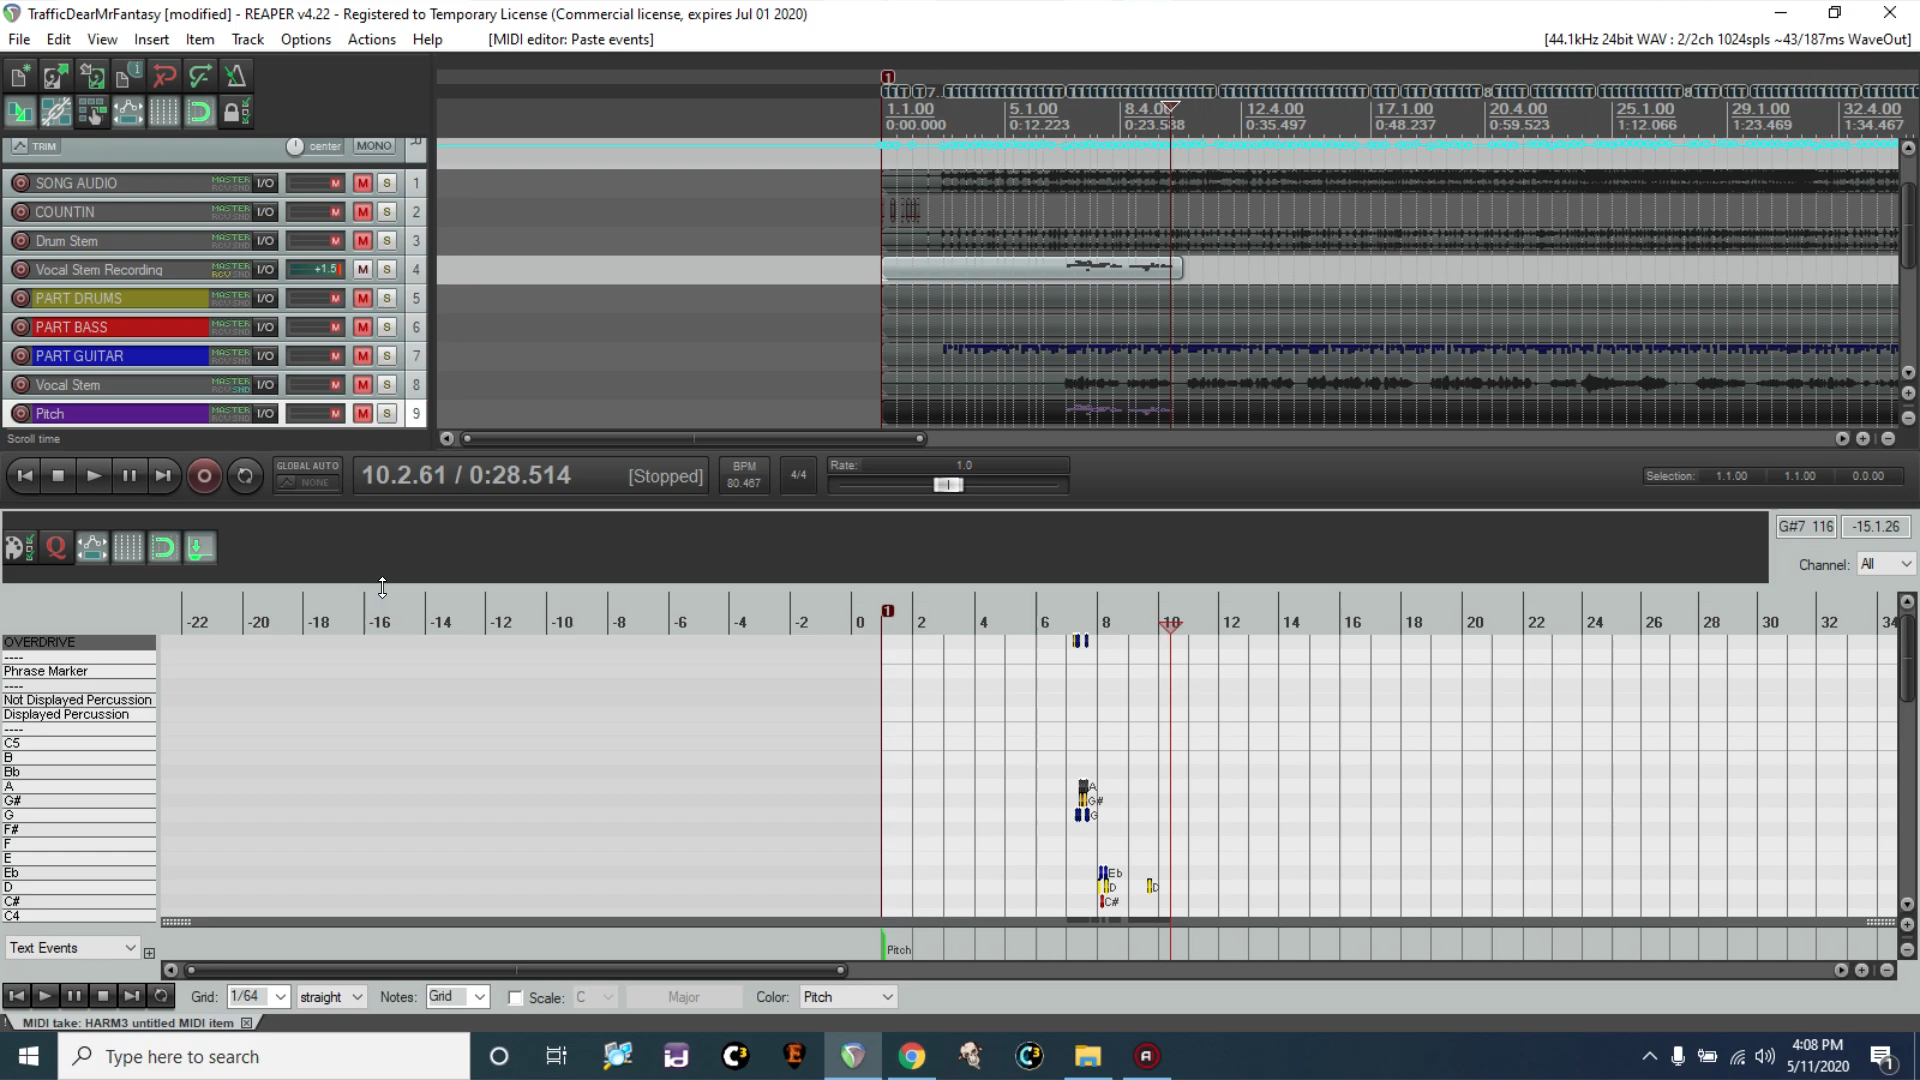 TrafficDearMrFantasy [modified] - REAPER v4.22 - Registered to Temporary License (Commercial license, expires Jul 01 2020)
File Edit View Insert Item Track Options Actions Help [MIDI editor: Paste events]
[44.1kHz 24bit WAV : 2/2ch 1024spls ~43/187ms WaveOut]
1
1.1.00 5.1.00 8.4.00 12.4.00 17.1.00 20.4.00 25.1.00 29.1.00 32.4.00
0:00.000 0:12.223 0:23.588 0:35.497 0:48.237 0:59.523 1:12.066 1:23.469 1:34.467
TRIM center MONO
SONG AUDIO MASTER I/O M M S 1
COUNTIN MASTER I/O M M S 2
Drum Stem MASTER I/O M M S 3
Vocal Stem Recording MASTER I/O +1.5 M S 4
PART DRUMS MASTER I/O M M S 5
PART BASS MASTER I/O M M S 6
PART GUITAR MASTER I/O M M S 7
Vocal Stem MASTER I/O M M S 8
Pitch MASTER I/O M M S 9
Scroll time
GLOBAL AUTO
NONE
10.2.61 / 0:28.514 [Stopped]
BPM
80.467
4/4
Rate: 1.0
Selection: 1.1.00 1.1.00 0.0.00
G#7 116 -15.1.26
Q
Channel: All
-22 -20 -18 -16 -14 -12 -10 -8 -6 -4 -2 0 1 2 4 6 8 10 12 14 16 18 20 22 24 26 28 30 32 34
OVERDRIVE
----
Phrase Marker
----
Not Displayed Percussion
Displayed Percussion
----
C5
B
Bb
A A
G# G#
G G
F#
F
E
Eb Eb
D D D
C# C#
C4
Text Events Pitch
Grid: 1/64 straight Notes: Grid Scale: C Major Color: Pitch
MIDI take: HARM3 untitled MIDI item
Type here to search
4:08 PM
5/11/2020
1